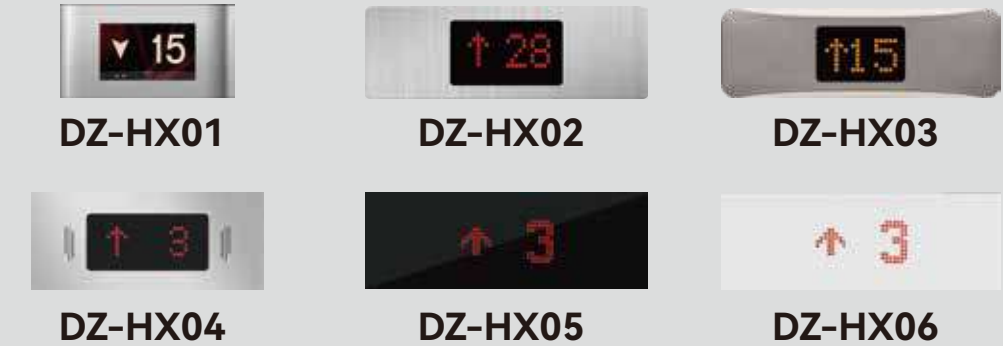 15
↑ 28
↑15
DZ-HX01
DZ-HX02
DZ-HX03
↑ 3
↑ 3
↑ 3
DZ-HX04
DZ-HX05
DZ-HX06